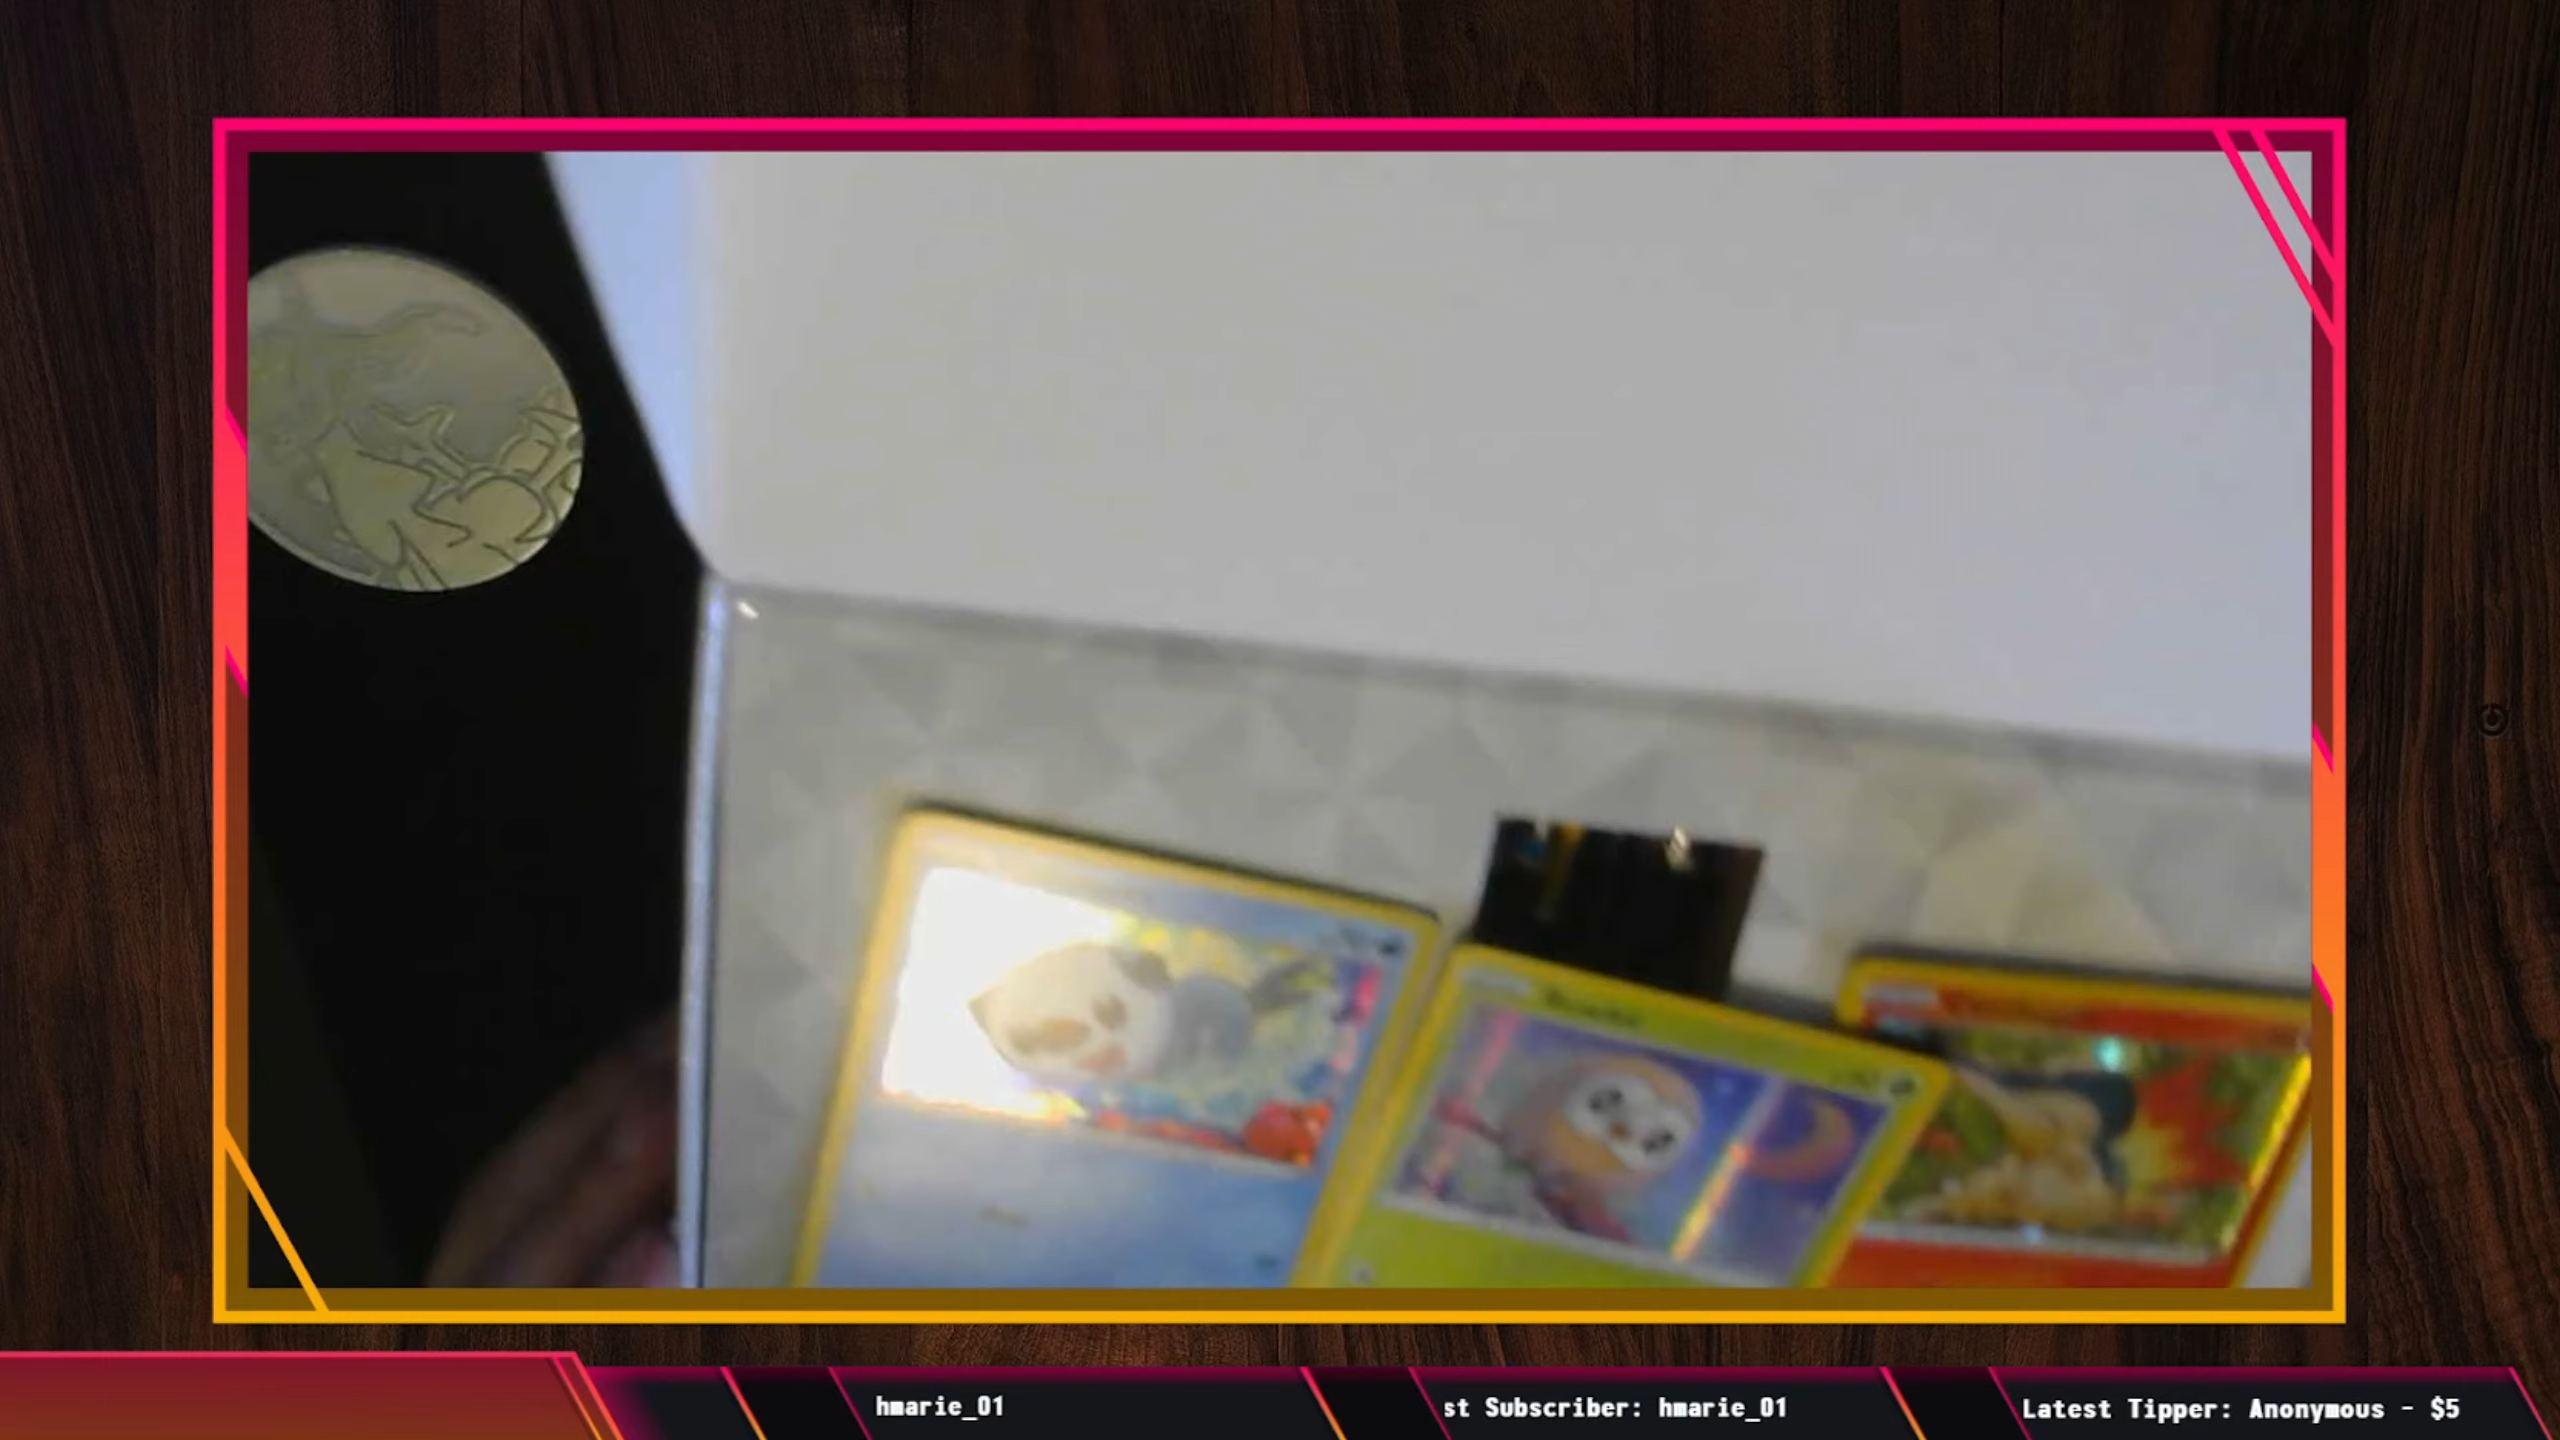 hmarie_01
st Subscriber: hmarie_01
Latest Tipper: Anonymous - $5